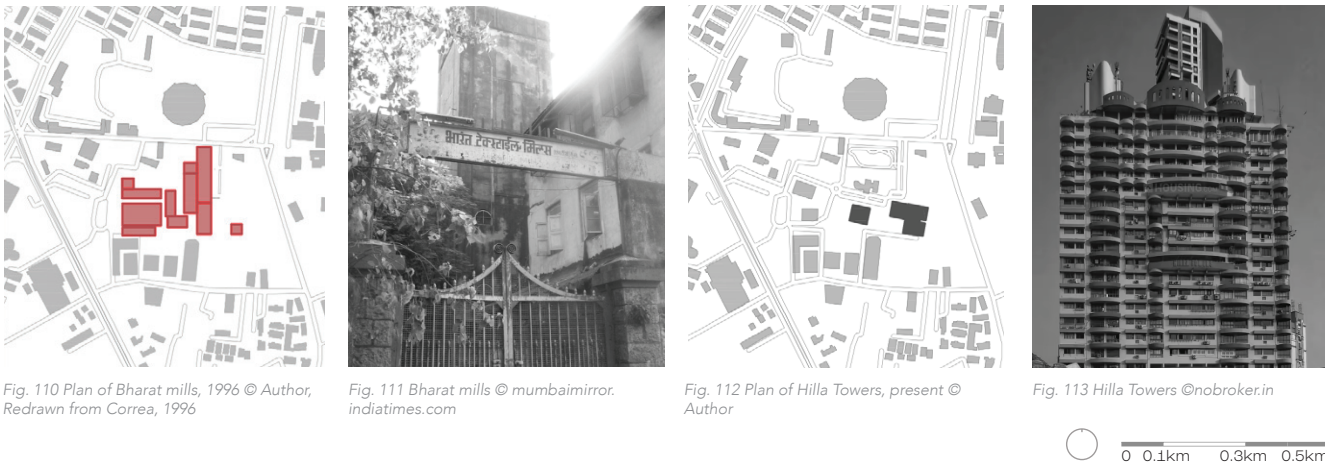 भारत टेक्स्टाईल मिल्स
HOUSING
Fig. 110 Plan of Bharat mills, 1996 © Author,
Redrawn from Correa, 1996
Fig. 111 Bharat mills © mumbaimirror.
indiatimes.com
Fig. 112 Plan of Hilla Towers, present ©
Author
Fig. 113 Hilla Towers ©nobroker.in
0 0.1km 0.3km 0.5km